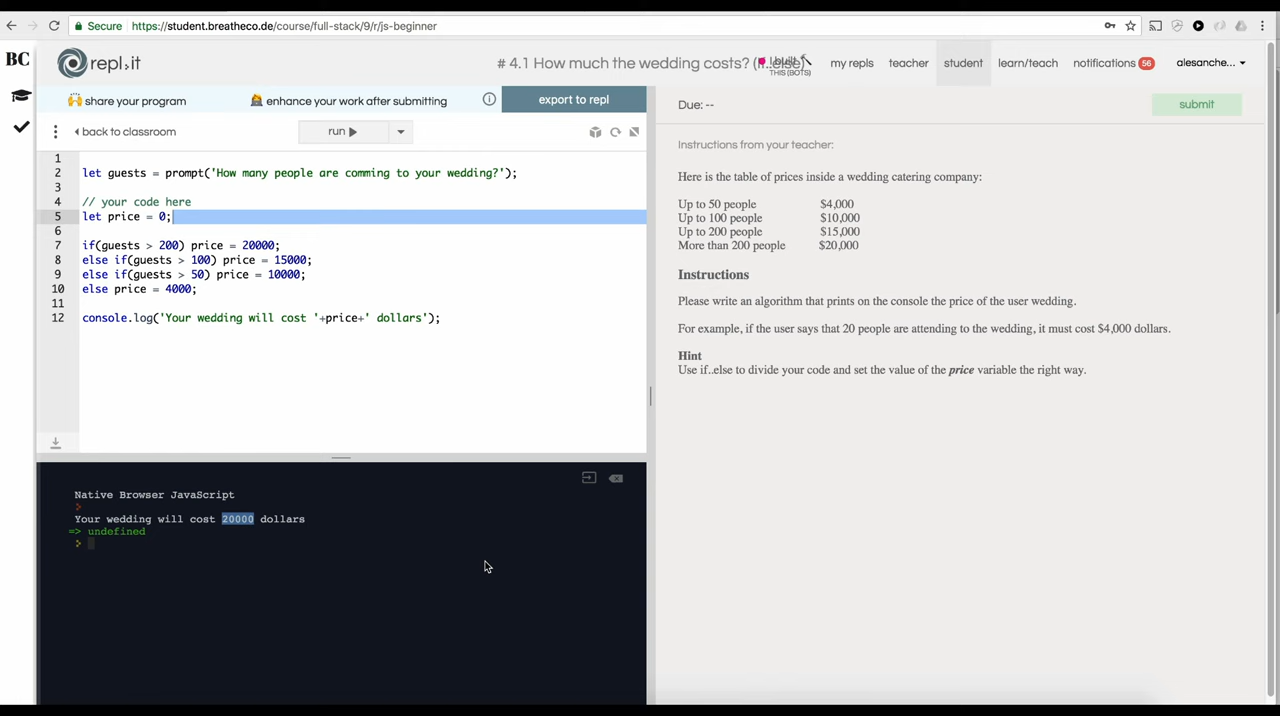 Secure https://student.breatheco.de/course/full-stack/9/r/js-beginner
BC
repl.it
# 4.1 How much the wedding costs? (if..else)
I built
THIS (BOTS)
my repls teacher student learn/teach notifications 56 alesanche...
share your program enhance your work after submitting export to repl
back to classroom run
Due: --
submit
1
2 let guests = prompt('How many people are comming to your wedding?');
3
4 // your code here
5 let price = 0;
6
7 if(guests > 200) price = 20000;
8 else if(guests > 100) price = 15000;
9 else if(guests > 50) price = 10000;
10 else price = 4000;
11
12 console.log('Your wedding will cost '+price+' dollars');
Native Browser JavaScript
Your wedding will cost 20000 dollars
=> undefined
Instructions from your teacher:
Here is the table of prices inside a wedding catering company:
Up to 50 people $4,000
Up to 100 people $10,000
Up to 200 people $15,000
More than 200 people $20,000
Instructions
Please write an algorithm that prints on the console the price of the user wedding.
For example, if the user says that 20 people are attending to the wedding, it must cost $4,000 dollars.
Hint
Use if..else to divide your code and set the value of the price variable the right way.